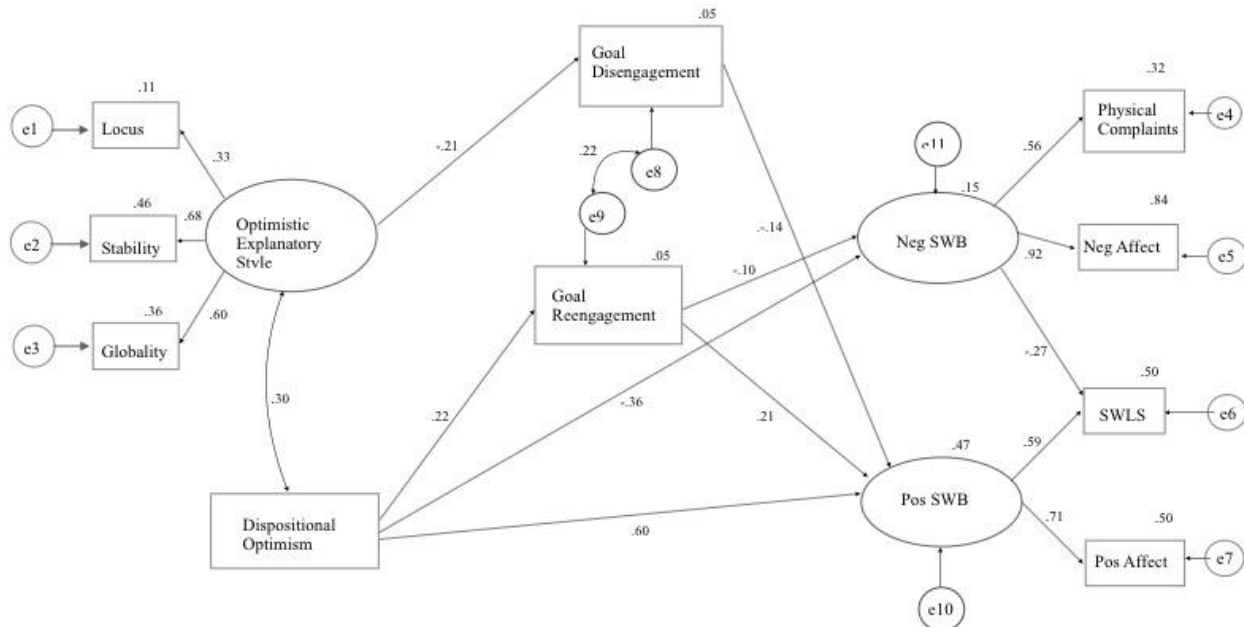 .05
Goal
Disengagement
.11
.32
e1
Locus
Physical
Complaints
e4
.33
-.21
.22
e8
e11
.56
.15
.46
.68
Optimistic
Explanatory
Stvle
e9
.84
e2
Stability
-.14
Neg SWB
Neg Affect
e5
.92
.05
-.10
.36
.60
Goal
Reengagement
e3
Globality
-.27
.50
.30
.22
-.36
.21
SWLS
e6
.47
.59
Dispositional
Optimism
.60
Pos SWB
.71
.50
Pos Affect
e7
e10